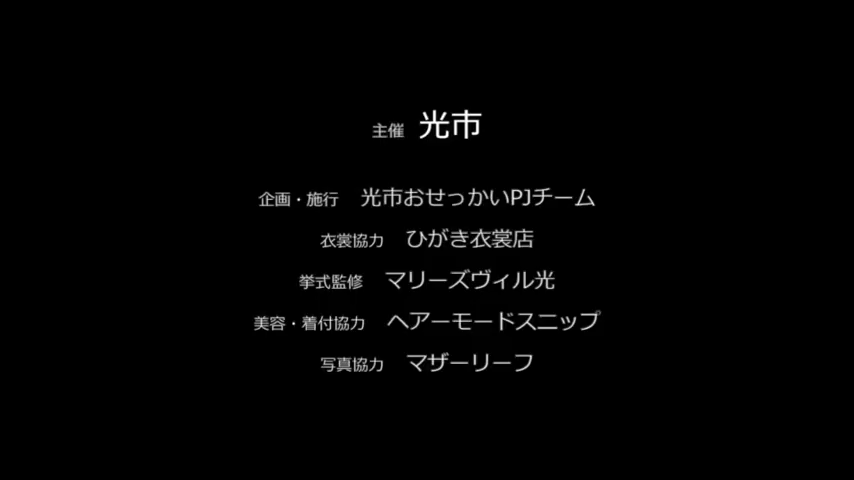 主催 光市
企画・施行 光市おせっかいPJチーム
衣裳協力 ひがき衣裳店
挙式監修 マリーズヴィル光
美容・着付協力 ヘアーモードスニップ
写真協力 マザーリーフ